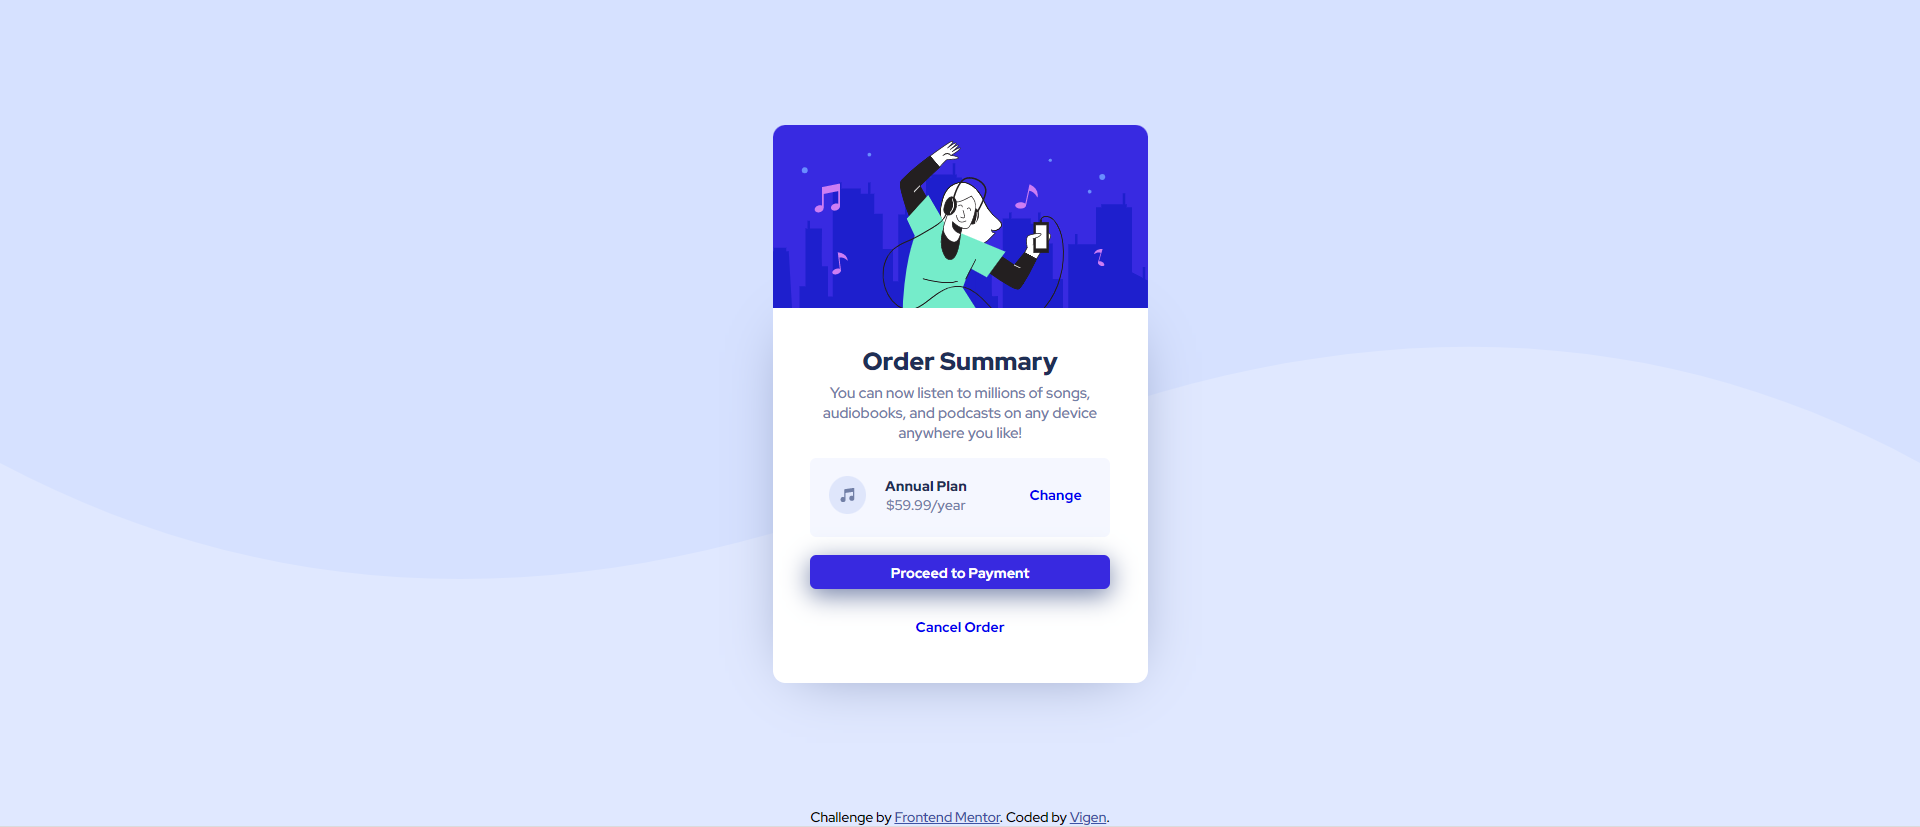 Order Summary
You can now listen to millions of songs,
audiobooks, and podcasts on any device
anywhere you like!
Annual Plan
$59.99/year
Change
Proceed to Payment
Cancel Order
Challenge by Frontend Mentor. Coded by Vigen.